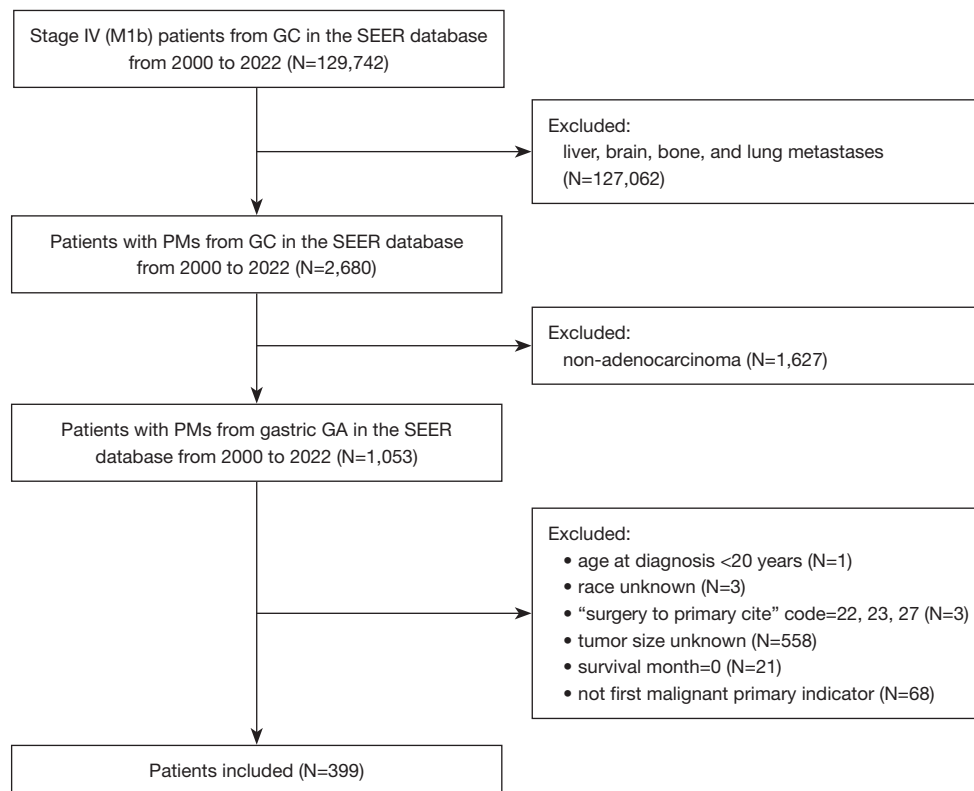 Stage IV (M1b) patients from GC in the SEER database
from 2000 to 2022 (N=129,742)
Excluded:
liver, brain, bone, and lung metastases
(N=127,062)
Patients with PMs from GC in the SEER database
from 2000 to 2022 (N=2,680)
Excluded:
non-adenocarcinoma (N=1,627)
Patients with PMs from gastric GA in the SEER
database from 2000 to 2022 (N=1,053)
Excluded:
• age at diagnosis <20 years (N=1)
• race unknown (N=3)
• “surgery to primary cite” code=22, 23, 27 (N=3)
• tumor size unknown (N=558)
• survival month=0 (N=21)
• not first malignant primary indicator (N=68)
Patients included (N=399)